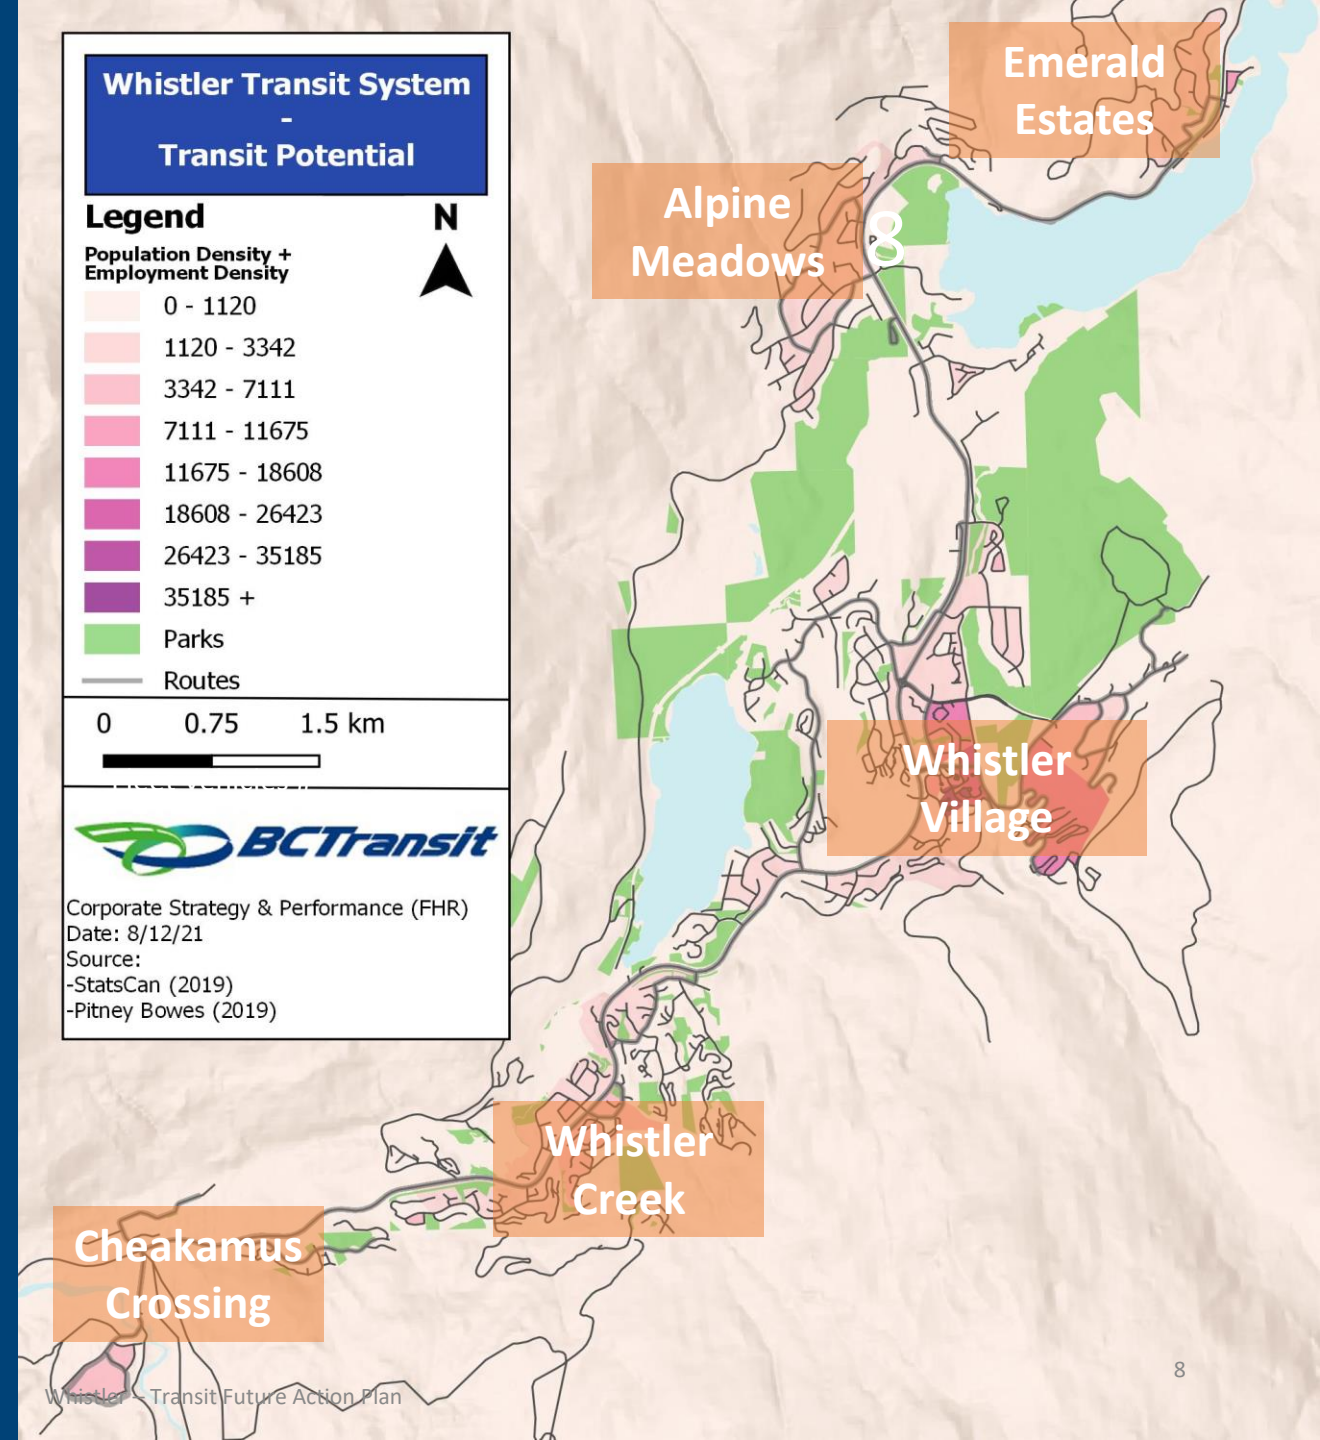 Whistler Transit System
-
Transit Potential
Legend
N
Population Density +
Employment Density
0 - 1120
1120 - 3342
3342 - 7111
7111 - 11675
11675 - 18608
18608 - 26423
26423 - 35185
35185 +
Parks
Routes
0 0.75 1.5 km
BCTransit
Corporate Strategy & Performance (FHR)
Date: 8/12/21
Source:
-StatsCan (2019)
-Pitney Bowes (2019)
Emerald
Estates
Alpine
Meadows
8
Whistler
Village
Whistler
Creek
Cheakamus
Crossing
Whistler – Transit Future Action Plan
8